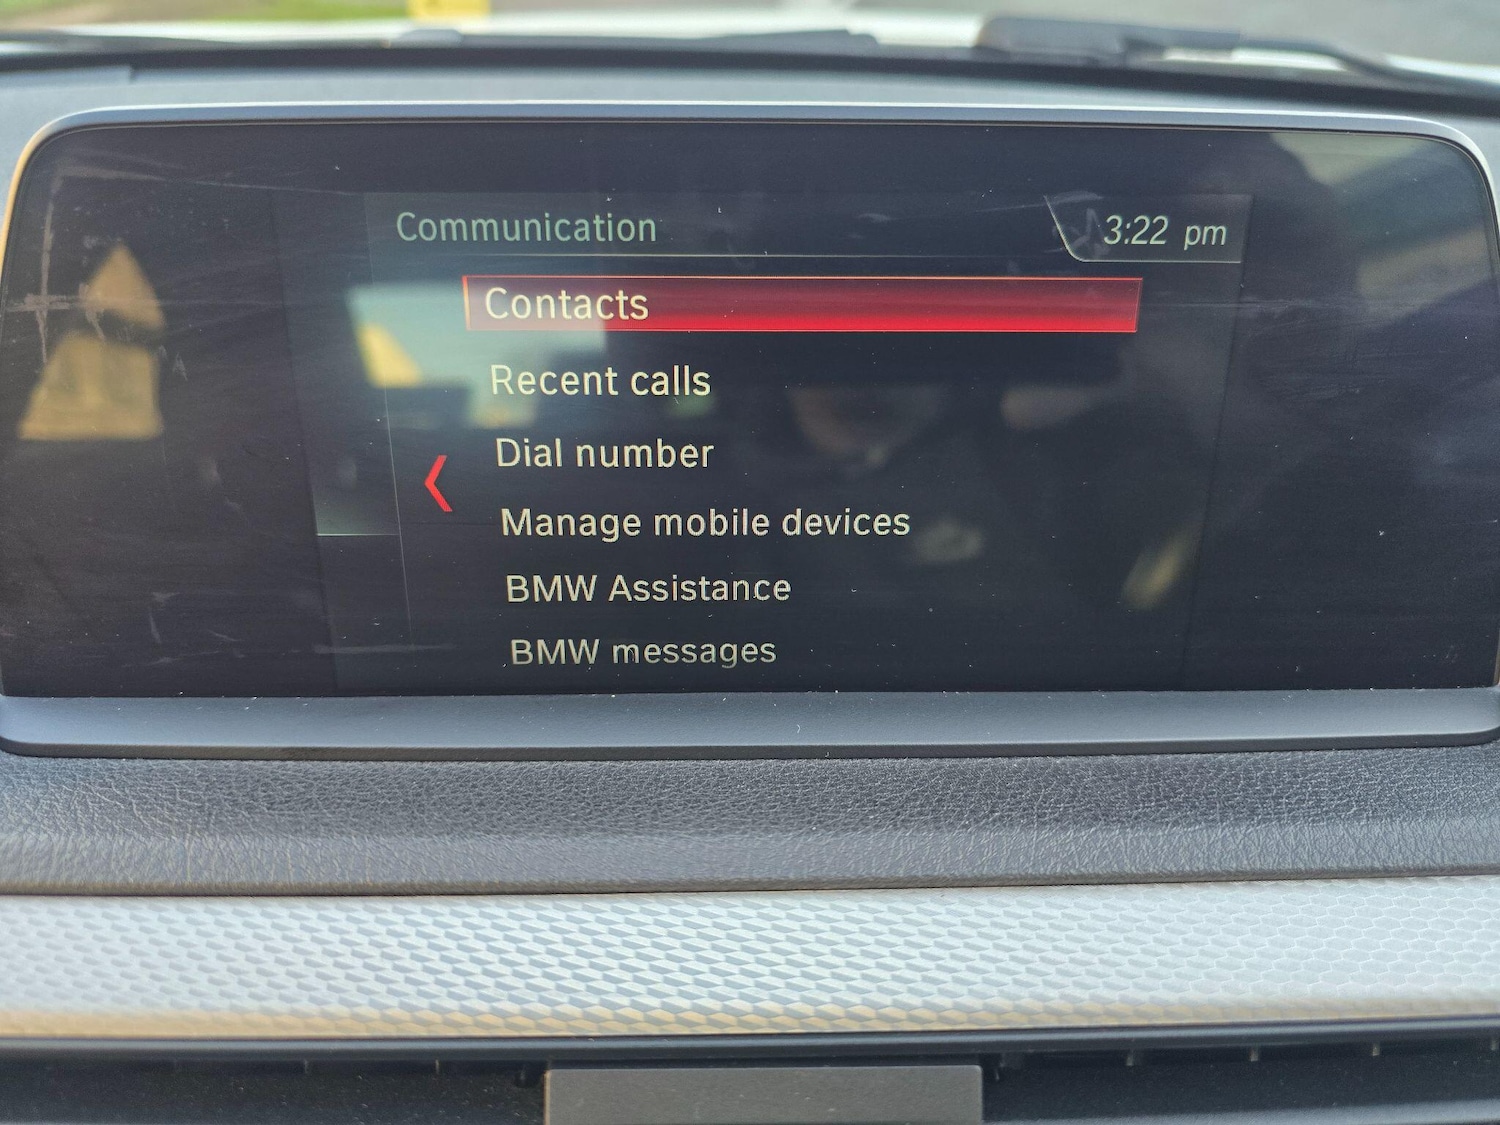 Communication
3:22 pm
Contacts
Recent calls
Dial number
Manage mobile devices
BMW Assistance
BMW messages